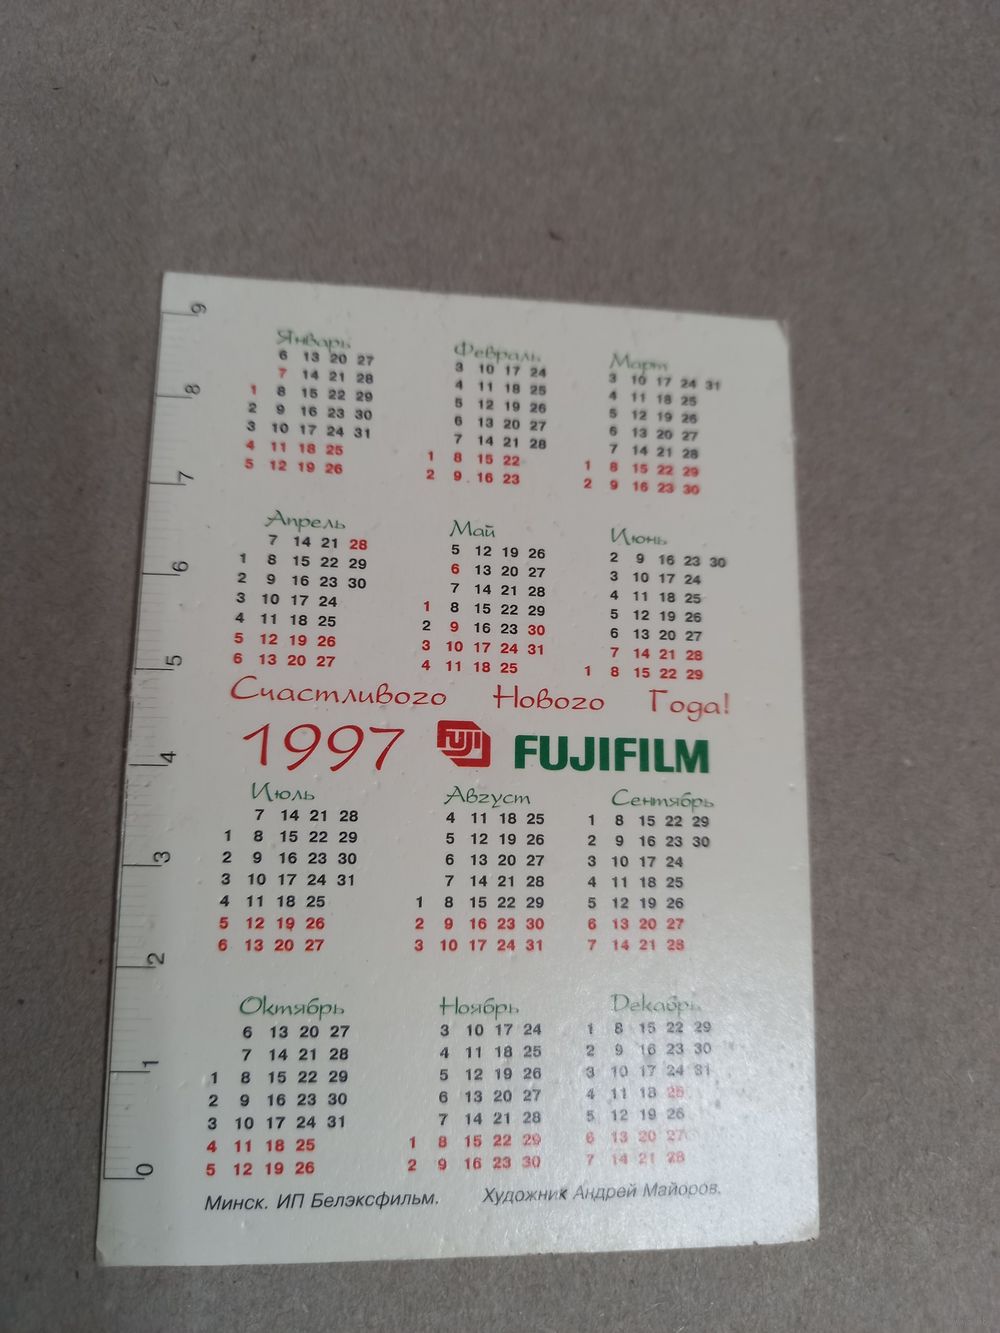 Январь
6 13 20 27
7 14 21 28
1 8 15 22 29
2 9 16 23 30
3 10 17 24 31
4 11 18 25
5 12 19 26
Февраль
3 10 17 24
4 11 18 25
5 12 19 26
6 13 20 27
7 14 21 28
1 8 15 22
2 9 16 23
Март
3 10 17 24 31
4 11 18 25
5 12 19 26
6 13 20 27
7 14 21 28
1 8 15 22 29
2 9 16 23 30
Апрель
7 14 21 28
1 8 15 22 29
2 9 16 23 30
3 10 17 24
4 11 18 25
5 12 19 26
6 13 20 27
Май
5 12 19 26
6 13 20 27
7 14 21 28
1 8 15 22 29
2 9 16 23 30
3 10 17 24 31
4 11 18 25
Июнь
2 9 16 23 30
3 10 17 24
4 11 18 25
5 12 19 26
6 13 20 27
7 14 21 28
1 8 15 22 29
Счастливого Нового Года!
1997 FUJI FUJIFILM
Июль
7 14 21 28
1 8 15 22 29
2 9 16 23 30
3 10 17 24 31
4 11 18 25
5 12 19 26
6 13 20 27
Август
4 11 18 25
5 12 19 26
6 13 20 27
7 14 21 28
1 8 15 22 29
2 9 16 23 30
3 10 17 24 31
Сентябрь
1 8 15 22 29
2 9 16 23 30
3 10 17 24
4 11 18 25
5 12 19 26
6 13 20 27
7 14 21 28
Октябрь
6 13 20 27
7 14 21 28
1 8 15 22 29
2 9 16 23 30
3 10 17 24 31
4 11 18 25
5 12 19 26
Ноябрь
3 10 17 24
4 11 18 25
5 12 19 26
6 13 20 27
7 14 21 28
1 8 15 22 29
2 9 16 23 30
Декабрь
1 8 15 22 29
2 9 16 23 30
3 10 17 24 31
4 11 18 25
5 12 19 26
6 13 20 27
7 14 21 28
Минск. ИП Белэксфильм. Художник Андрей Майоров.
0 1 2 3 4 5 6 7 8 9